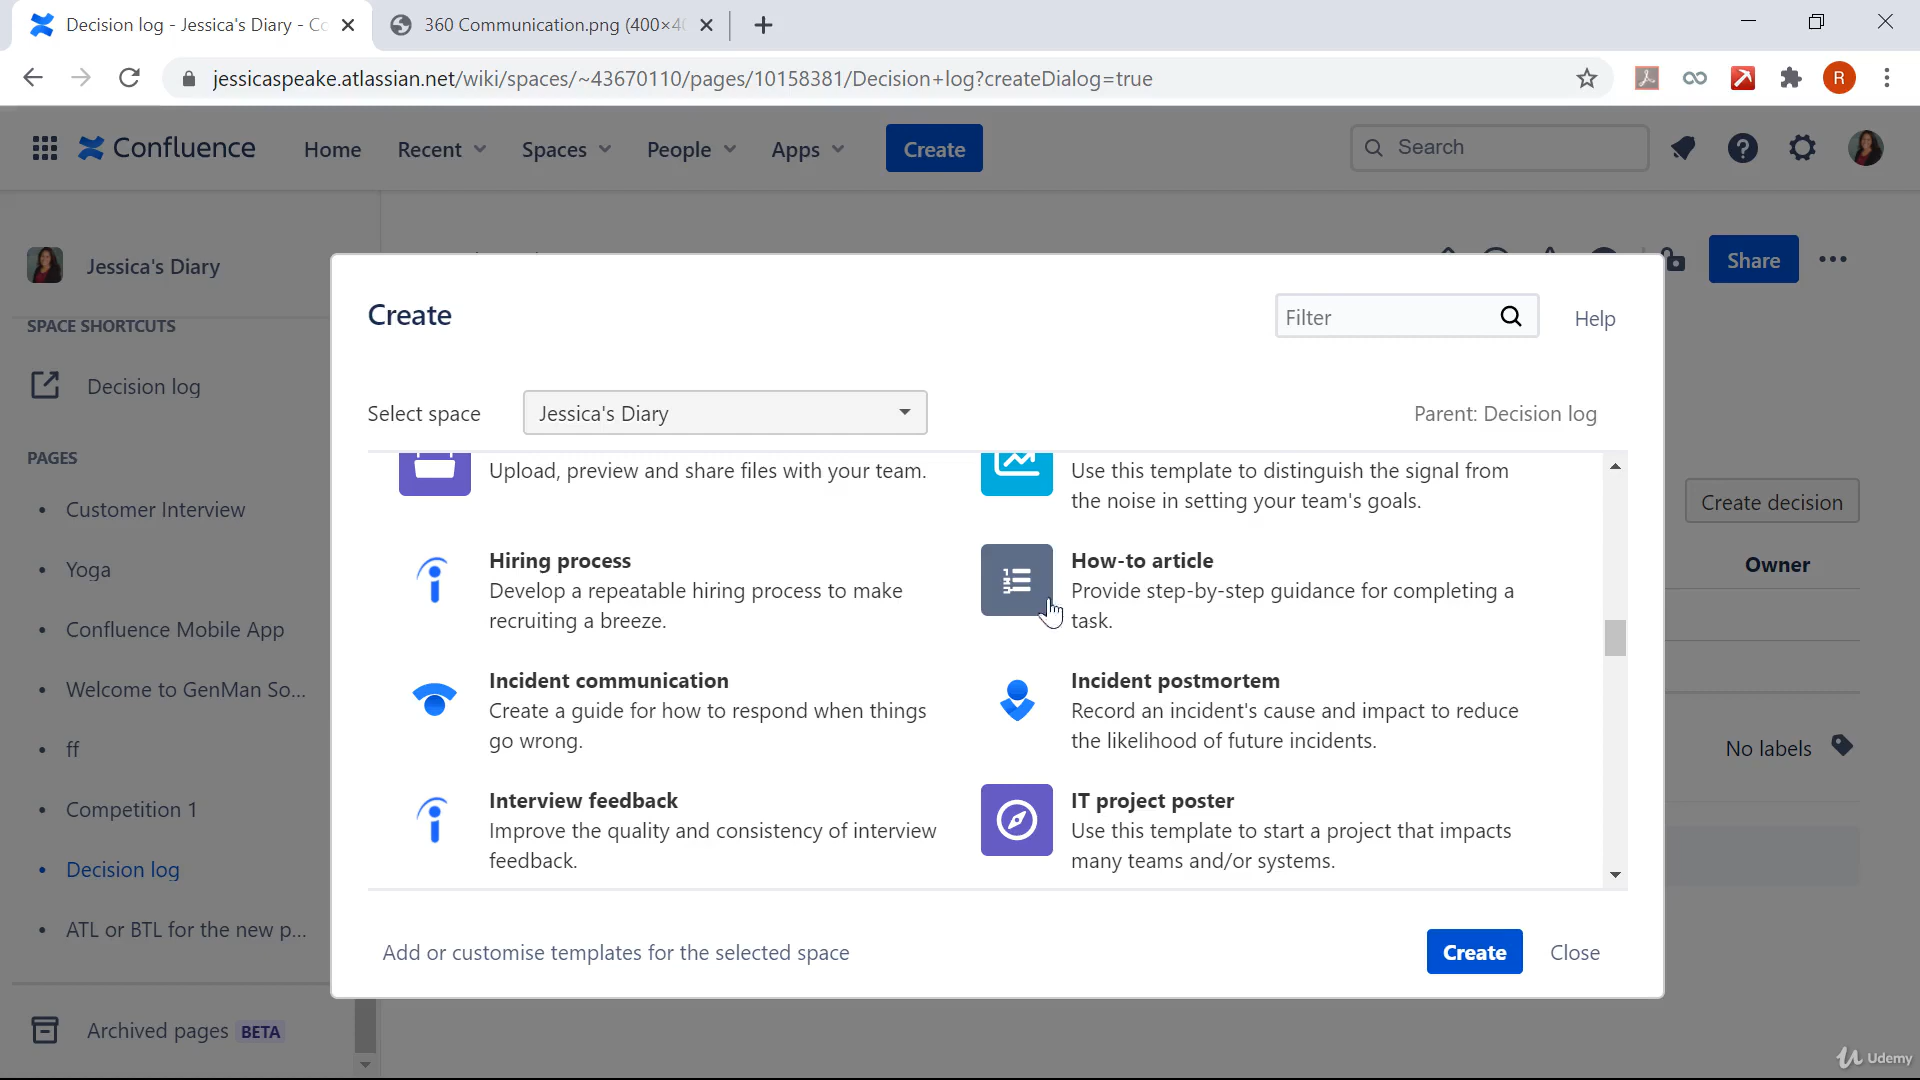 Decision log - Jessica's Diary - Co
360 Communication.png (400×40
jessicaspeake.atlassian.net/wiki/spaces/~43670110/pages/10158381/Decision+log?createDialog=true
R
Confluence
Home
Recent
Spaces
People
Apps
Create
Search
Jessica's Diary
Share
SPACE SHORTCUTS
Decision log
PAGES
Customer Interview
Yoga
Confluence Mobile App
Welcome to GenMan So...
ff
Competition 1
Decision log
ATL or BTL for the new p...
Archived pages BETA
Create
Filter
Help
Select space
Jessica's Diary
Parent: Decision log
Upload, preview and share files with your team.
Use this template to distinguish the signal from
the noise in setting your team's goals.
Hiring process
Develop a repeatable hiring process to make
recruiting a breeze.
How-to article
Provide step-by-step guidance for completing a
task.
Incident communication
Create a guide for how to respond when things
go wrong.
Incident postmortem
Record an incident's cause and impact to reduce
the likelihood of future incidents.
Interview feedback
Improve the quality and consistency of interview
feedback.
IT project poster
Use this template to start a project that impacts
many teams and/or systems.
Add or customise templates for the selected space
Create
Close
Create decision
Owner
No labels
Udemy